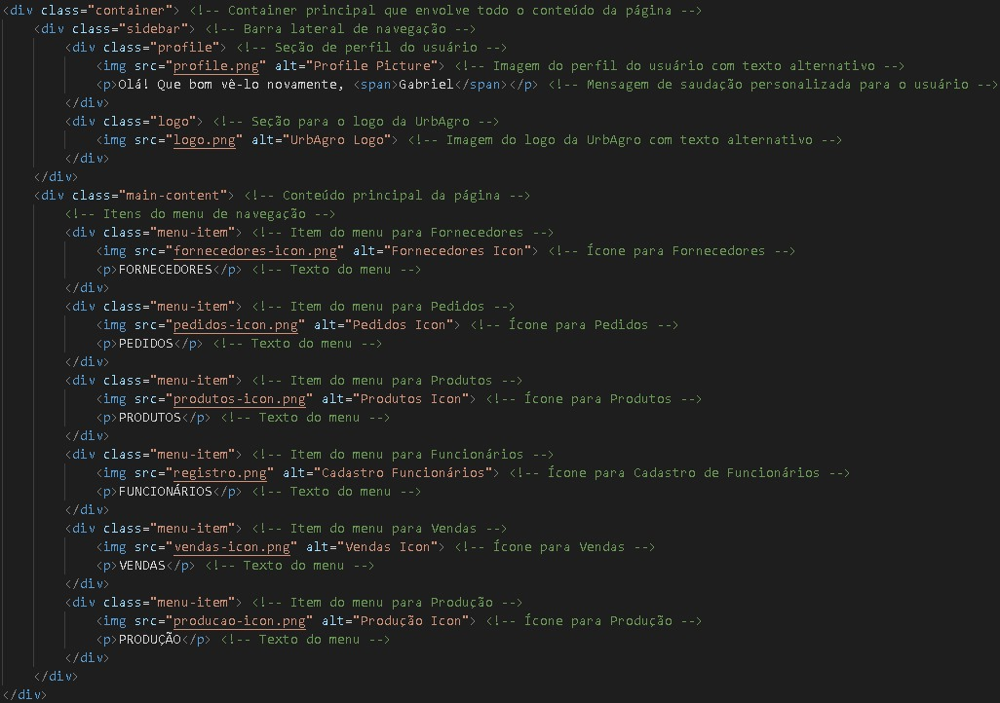 <div class="container"> <!-- Container principal que envolve todo o conteúdo da página -->
    <div class="sidebar"> <!-- Barra lateral de navegação -->
        <div class="profile"> <!-- Seção de perfil do usuário -->
            <img src="profile.png" alt="Profile Picture"> <!-- Imagem do perfil do usuário com texto alternativo -->
            <p>Olá! Que bom vê-lo novamente, <span>Gabriel</span></p> <!-- Mensagem de saudação personalizada para o usuário -->
        </div>
        <div class="logo"> <!-- Seção para o logo da UrbAgro -->
            <img src="logo.png" alt="UrbAgro Logo"> <!-- Imagem do logo da UrbAgro com texto alternativo -->
        </div>
    </div>
    <div class="main-content"> <!-- Conteúdo principal da página -->
        <!-- Itens do menu de navegação -->
        <div class="menu-item"> <!-- Item do menu para Fornecedores -->
            <img src="fornecedores-icon.png" alt="Fornecedores Icon"> <!-- Ícone para Fornecedores -->
            <p>FORNECEDORES</p> <!-- Texto do menu -->
        </div>
        <div class="menu-item"> <!-- Item do menu para Pedidos -->
            <img src="pedidos-icon.png" alt="Pedidos Icon"> <!-- Ícone para Pedidos -->
            <p>PEDIDOS</p> <!-- Texto do menu -->
        </div>
        <div class="menu-item"> <!-- Item do menu para Produtos -->
            <img src="produtos-icon.png" alt="Produtos Icon"> <!-- Ícone para Produtos -->
            <p>PRODUTOS</p> <!-- Texto do menu -->
        </div>
        <div class="menu-item"> <!-- Item do menu para Funcionários -->
            <img src="registro.png" alt="Cadastro Funcionários"> <!-- Ícone para Cadastro de Funcionários -->
            <p>FUNCIONÁRIOS</p> <!-- Texto do menu -->
        </div>
        <div class="menu-item"> <!-- Item do menu para Vendas -->
            <img src="vendas-icon.png" alt="Vendas Icon"> <!-- Ícone para Vendas -->
            <p>VENDAS</p> <!-- Texto do menu -->
        </div>
        <div class="menu-item"> <!-- Item do menu para Produção -->
            <img src="producao-icon.png" alt="Produção Icon"> <!-- Ícone para Produção -->
            <p>PRODUÇÃO</p> <!-- Texto do menu -->
        </div>
    </div>
</div>